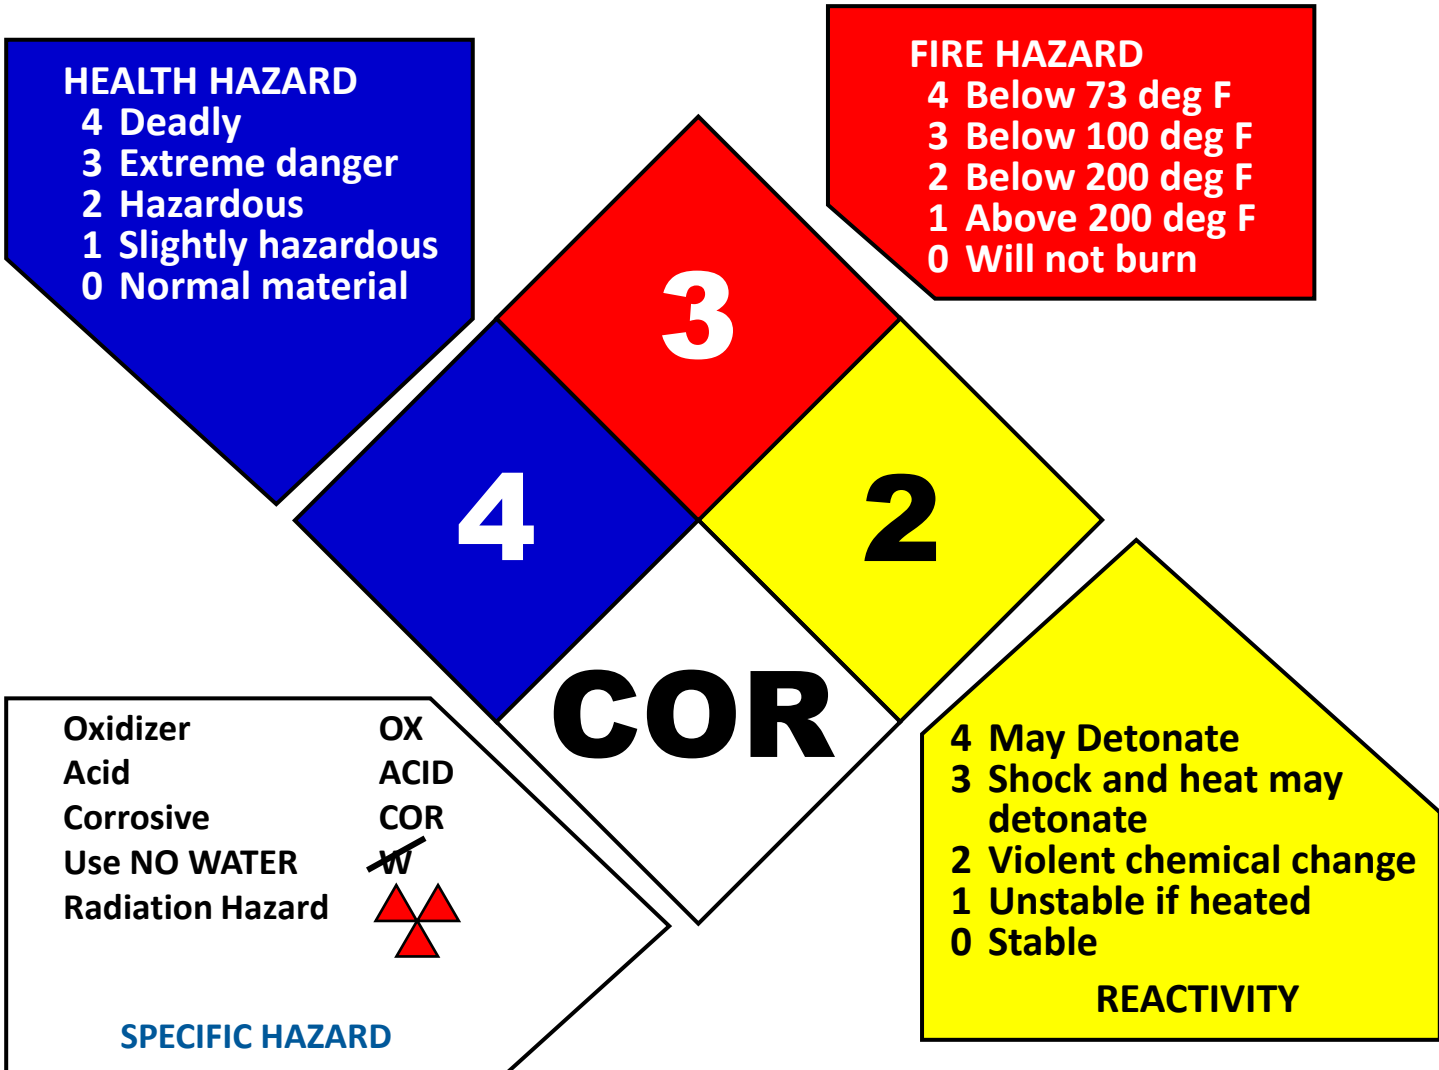 HEALTH HAZARD
4 Deadly
3 Extreme danger
2 Hazardous
1 Slightly hazardous
0 Normal material
FIRE HAZARD
4 Below 73 deg F
3 Below 100 deg F
2 Below 200 deg F
1 Above 200 deg F
0 Will not burn
3
4
2
COR
Oxidizer OX
Acid ACID
Corrosive COR
Use NO WATER W
Radiation Hazard
SPECIFIC HAZARD
4 May Detonate
3 Shock and heat may
detonate
2 Violent chemical change
1 Unstable if heated
0 Stable
REACTIVITY